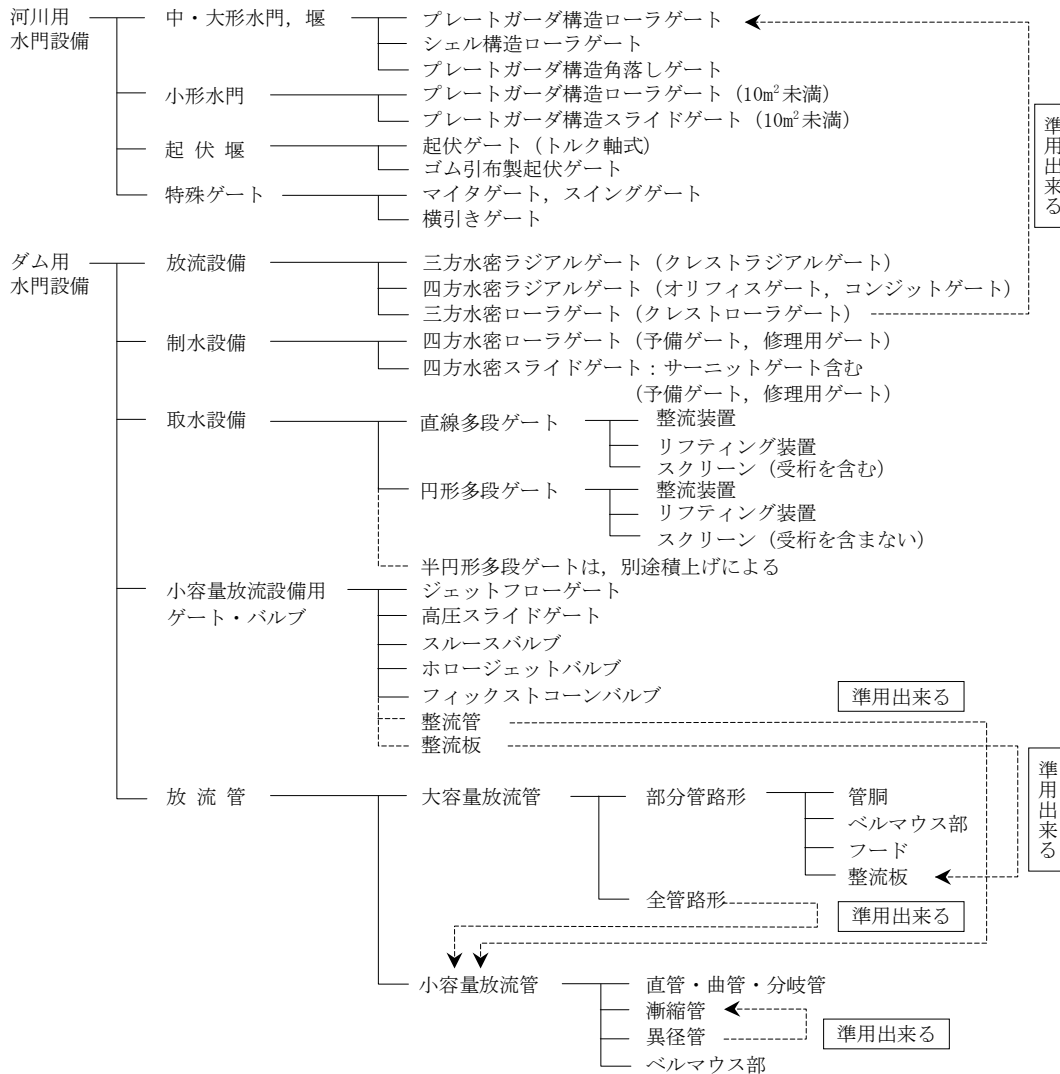 河川用
水門設備
中・大形水門，堰
プレートガーダ構造ローラゲート
シェル構造ローラゲート
プレートガーダ構造角落しゲート
小形水門
プレートガーダ構造ローラゲート（10m²未満）
プレートガーダ構造スライドゲート（10m²未満）
起 伏 堰
起伏ゲート（トルク軸式）
ゴム引布製起伏ゲート
特殊ゲート
マイタゲート，スイングゲート
横引きゲート
準用出来る
ダム用
水門設備
放流設備
三方水密ラジアルゲート（クレストラジアルゲート）
四方水密ラジアルゲート（オリフィスゲート，コンジットゲート）
三方水密ローラゲート（クレストローラゲート）
制水設備
四方水密ローラゲート（予備ゲート，修理用ゲート）
四方水密スライドゲート：サーニットゲート含む
（予備ゲート，修理用ゲート）
取水設備
直線多段ゲート
整流装置
リフティング装置
スクリーン（受桁を含む）
円形多段ゲート
整流装置
リフティング装置
スクリーン（受桁を含まない）
半円形多段ゲートは，別途積上げによる
小容量放流設備用
ゲート・バルブ
ジェットフローゲート
高圧スライドゲート
スルースバルブ
ホロージェットバルブ
フィックストコーンバルブ
準用出来る
整流管
整流板
準用出来る
放 流 管
大容量放流管
部分管路形
管胴
ベルマウス部
フード
整流板
全管路形
準用出来る
小容量放流管
直管・曲管・分岐管
漸縮管
異径管
準用出来る
ベルマウス部